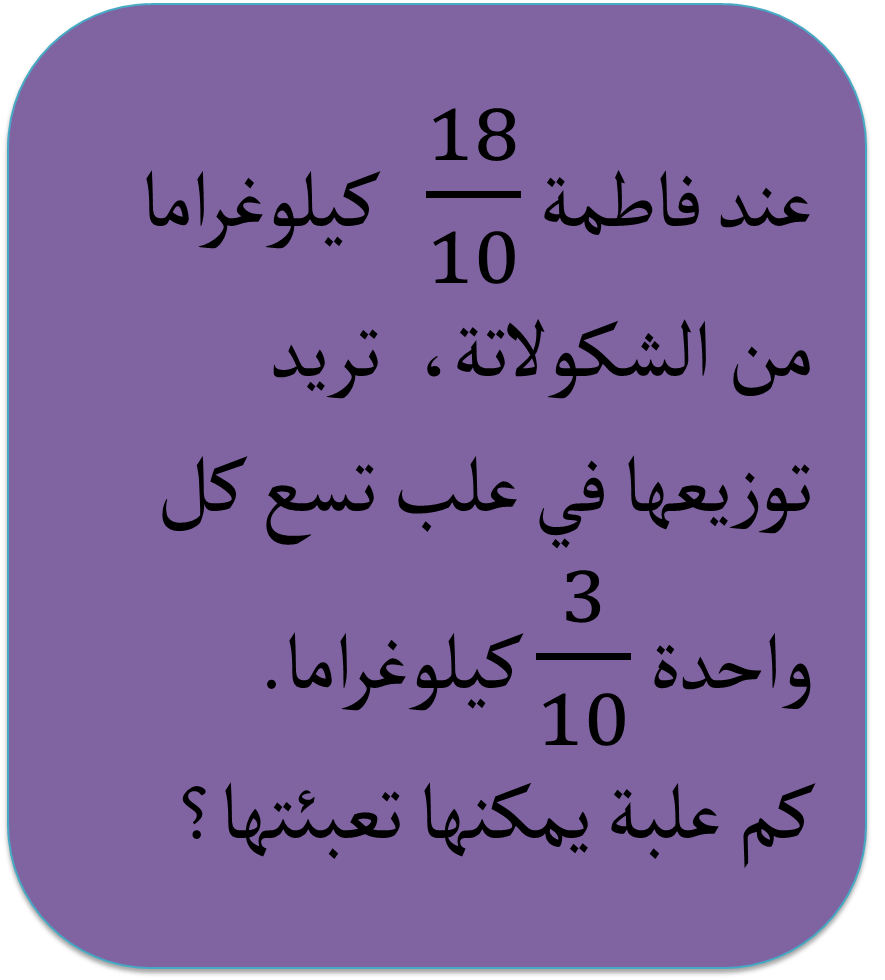 عند فاطمة 18/10 كيلوغراما
من الشكولاتة، تريد
توزيعها في علب تسع كل
واحدة 3/10 كيلوغراما.
كم علبة يمكنها تعبئتها؟